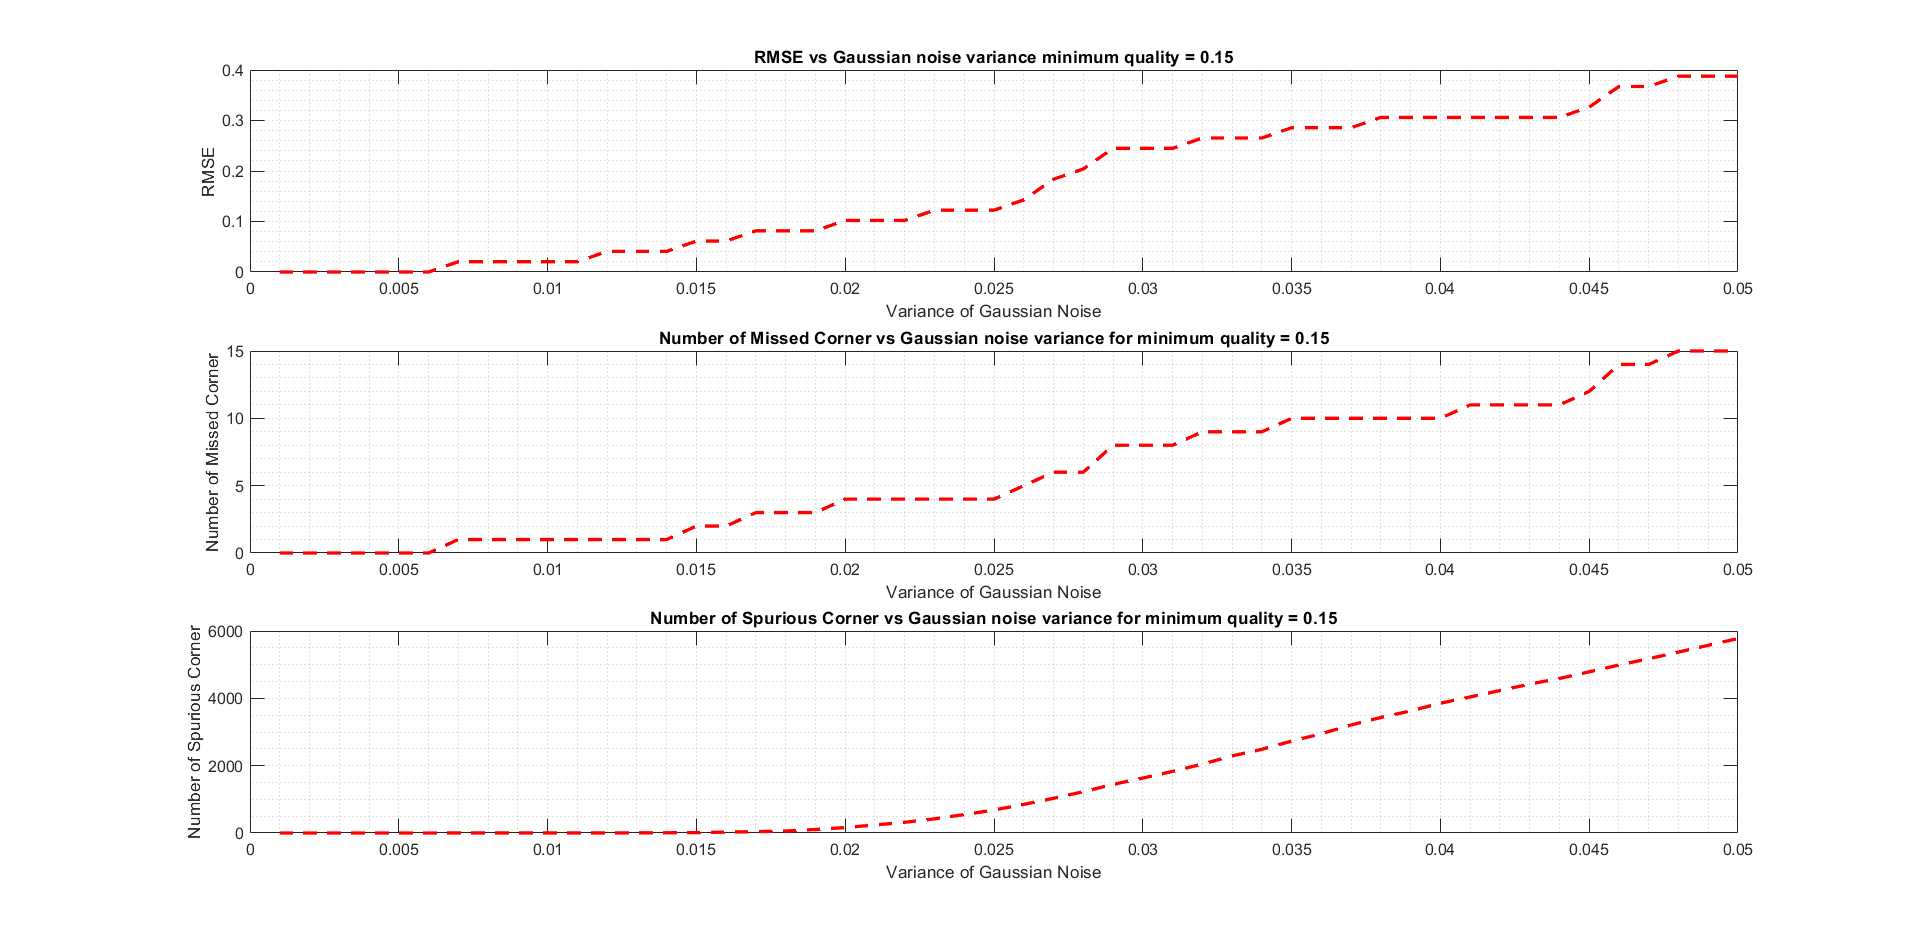 RMSE vs Gaussian noise variance minimum quality = 0.15
0.4
0.3
0.2
0.1
0
RMSE
0 0.005 0.01 0.015 0.02 0.025 0.03 0.035 0.04 0.045 0.05
Variance of Gaussian Noise
Number of Missed Corner vs Gaussian noise variance for minimum quality = 0.15
15
10
5
0
Number of Missed Corner
0 0.005 0.01 0.015 0.02 0.025 0.03 0.035 0.04 0.045 0.05
Variance of Gaussian Noise
Number of Spurious Corner vs Gaussian noise variance for minimum quality = 0.15
6000
4000
2000
0
Number of Spurious Corner
0 0.005 0.01 0.015 0.02 0.025 0.03 0.035 0.04 0.045 0.05
Variance of Gaussian Noise